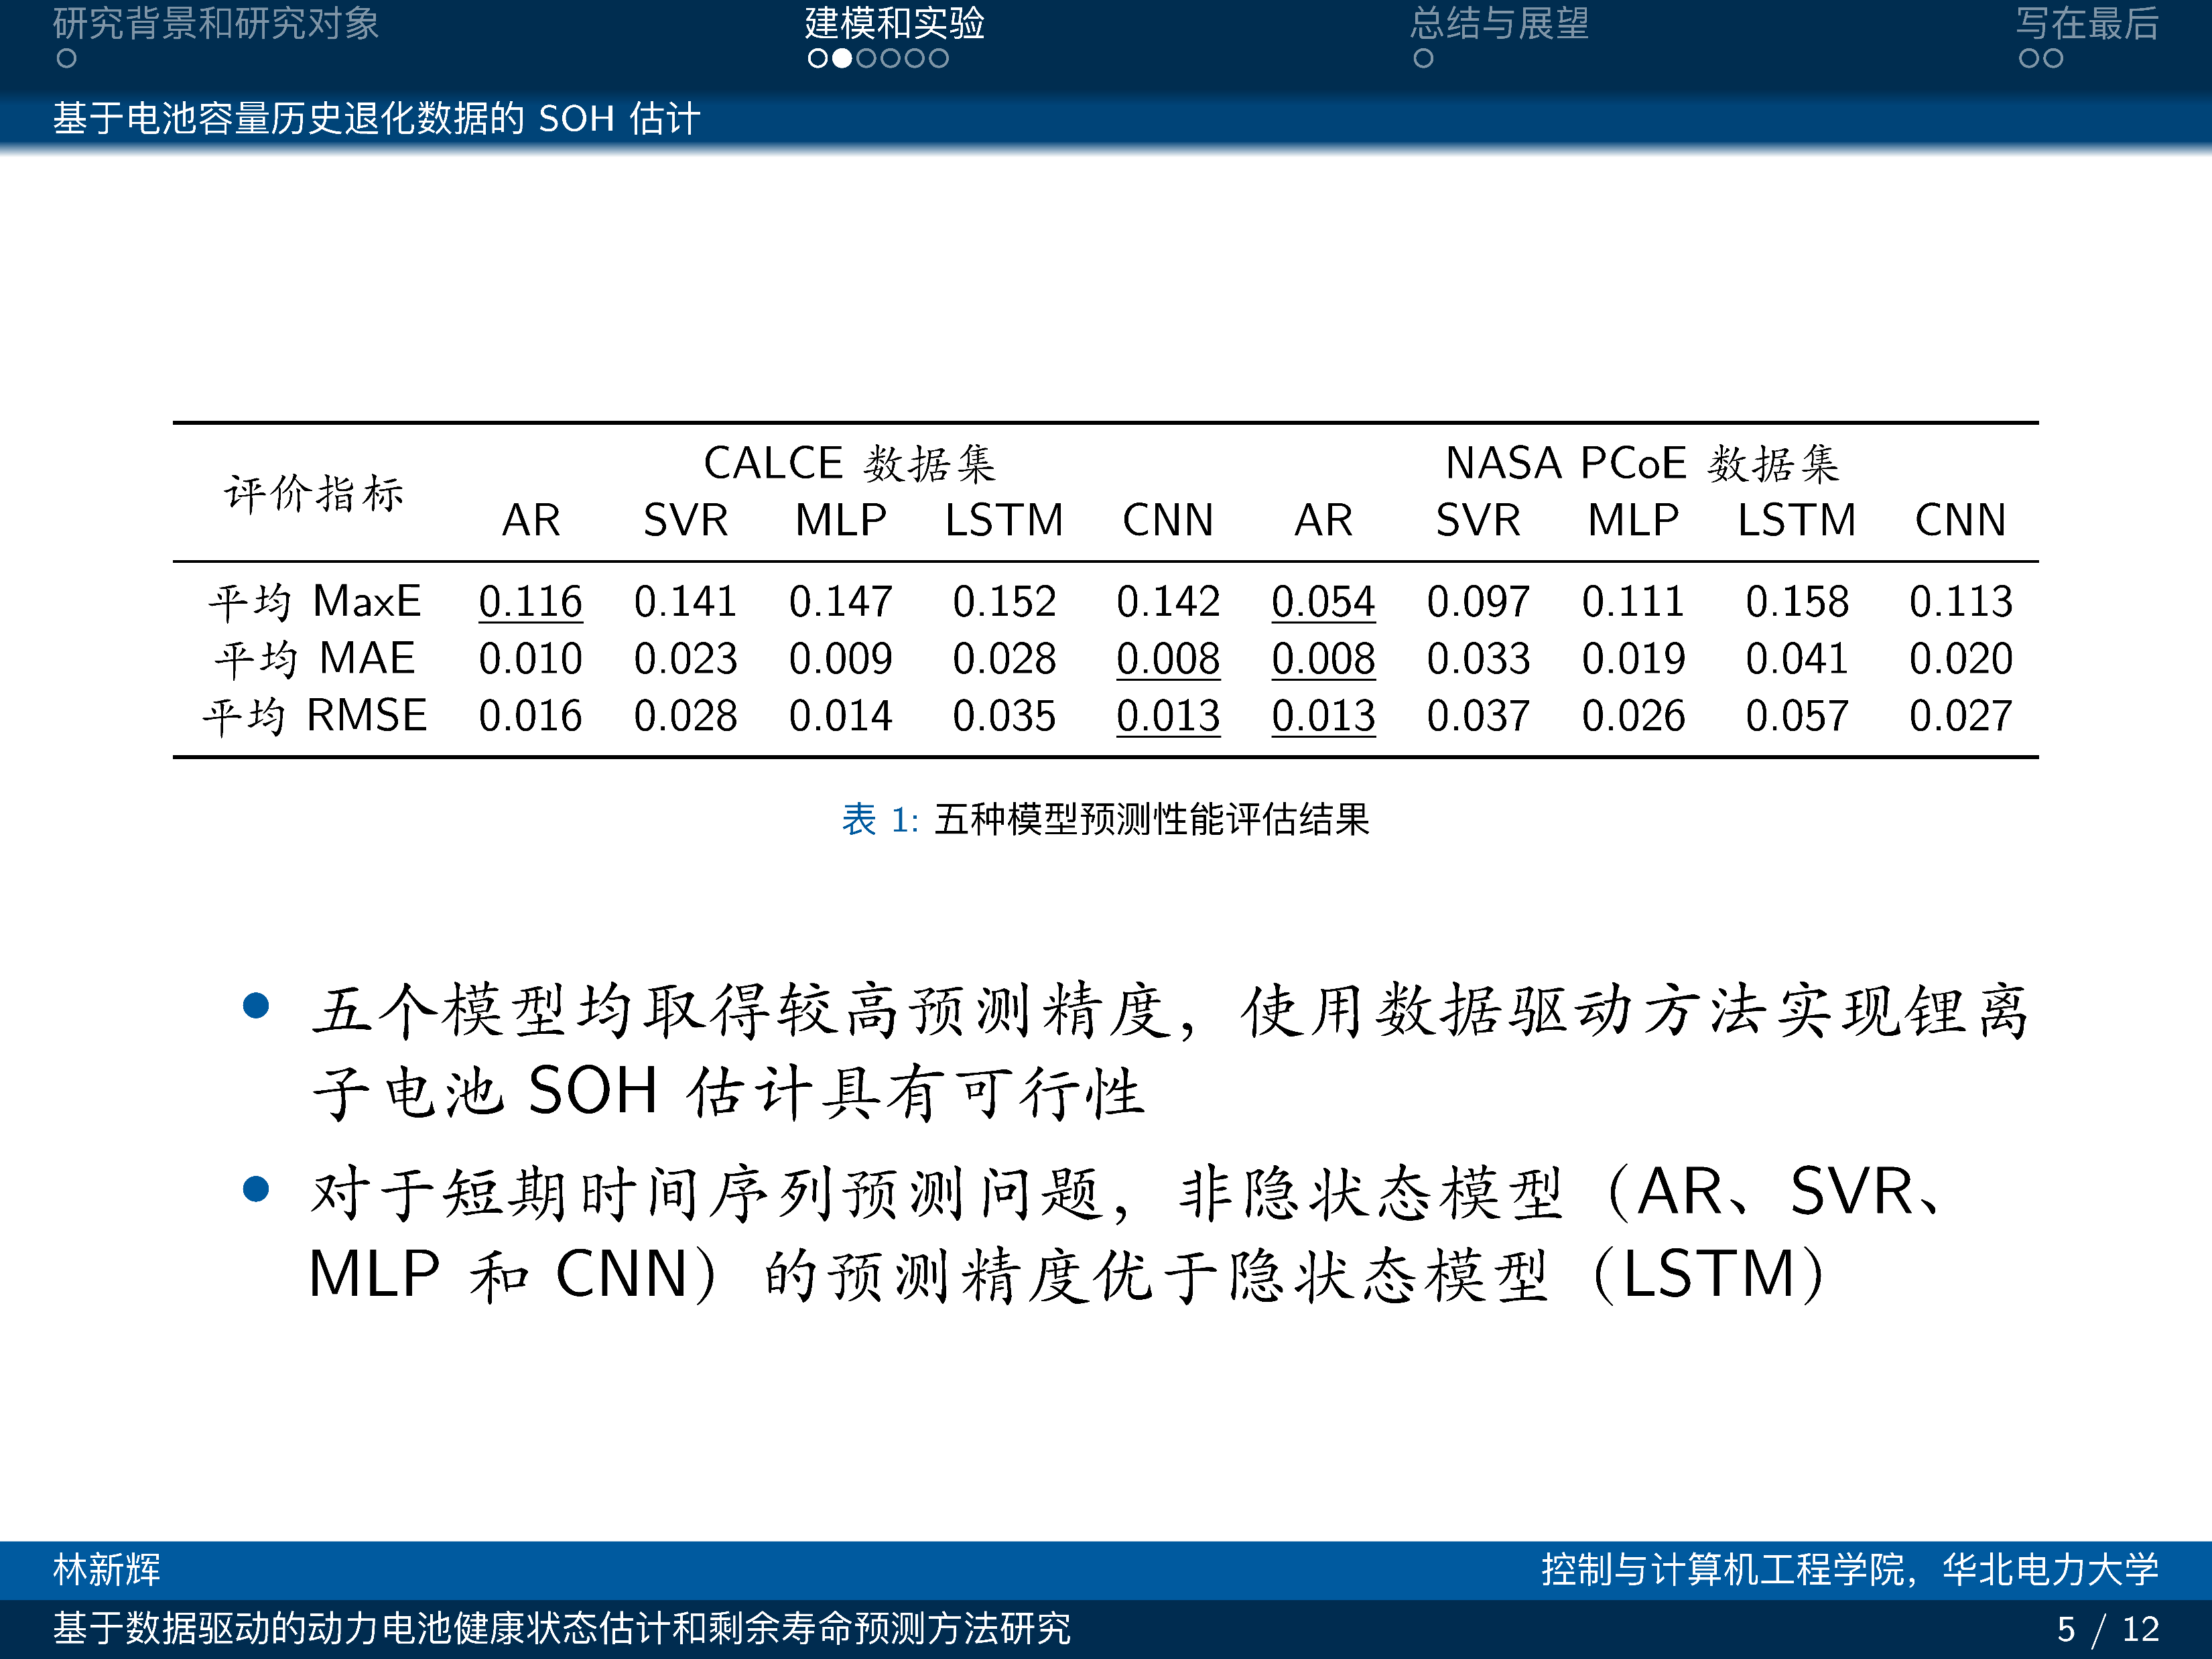 研究背景和研究对象 建模和实验 总结与展望 写在最后
基于电池容量历史退化数据的 SOH 估计
评价指标 CALCE 数据集 NASA PCoE 数据集
AR SVR MLP LSTM CNN AR SVR MLP LSTM CNN
平均 MaxE 0.116 0.141 0.147 0.152 0.142 0.054 0.097 0.111 0.158 0.113
平均 MAE 0.010 0.023 0.009 0.028 0.008 0.008 0.033 0.019 0.041 0.020
平均 RMSE 0.016 0.028 0.014 0.035 0.013 0.013 0.037 0.026 0.057 0.027
表 1: 五种模型预测性能评估结果
• 五个模型均取得较高预测精度，使用数据驱动方法实现锂离
子电池 SOH 估计具有可行性
• 对于短期时间序列预测问题，非隐状态模型（AR、SVR、
MLP 和 CNN）的预测精度优于隐状态模型（LSTM）
林新辉 控制与计算机工程学院，华北电力大学
基于数据驱动的动力电池健康状态估计和剩余寿命预测方法研究 5 / 12